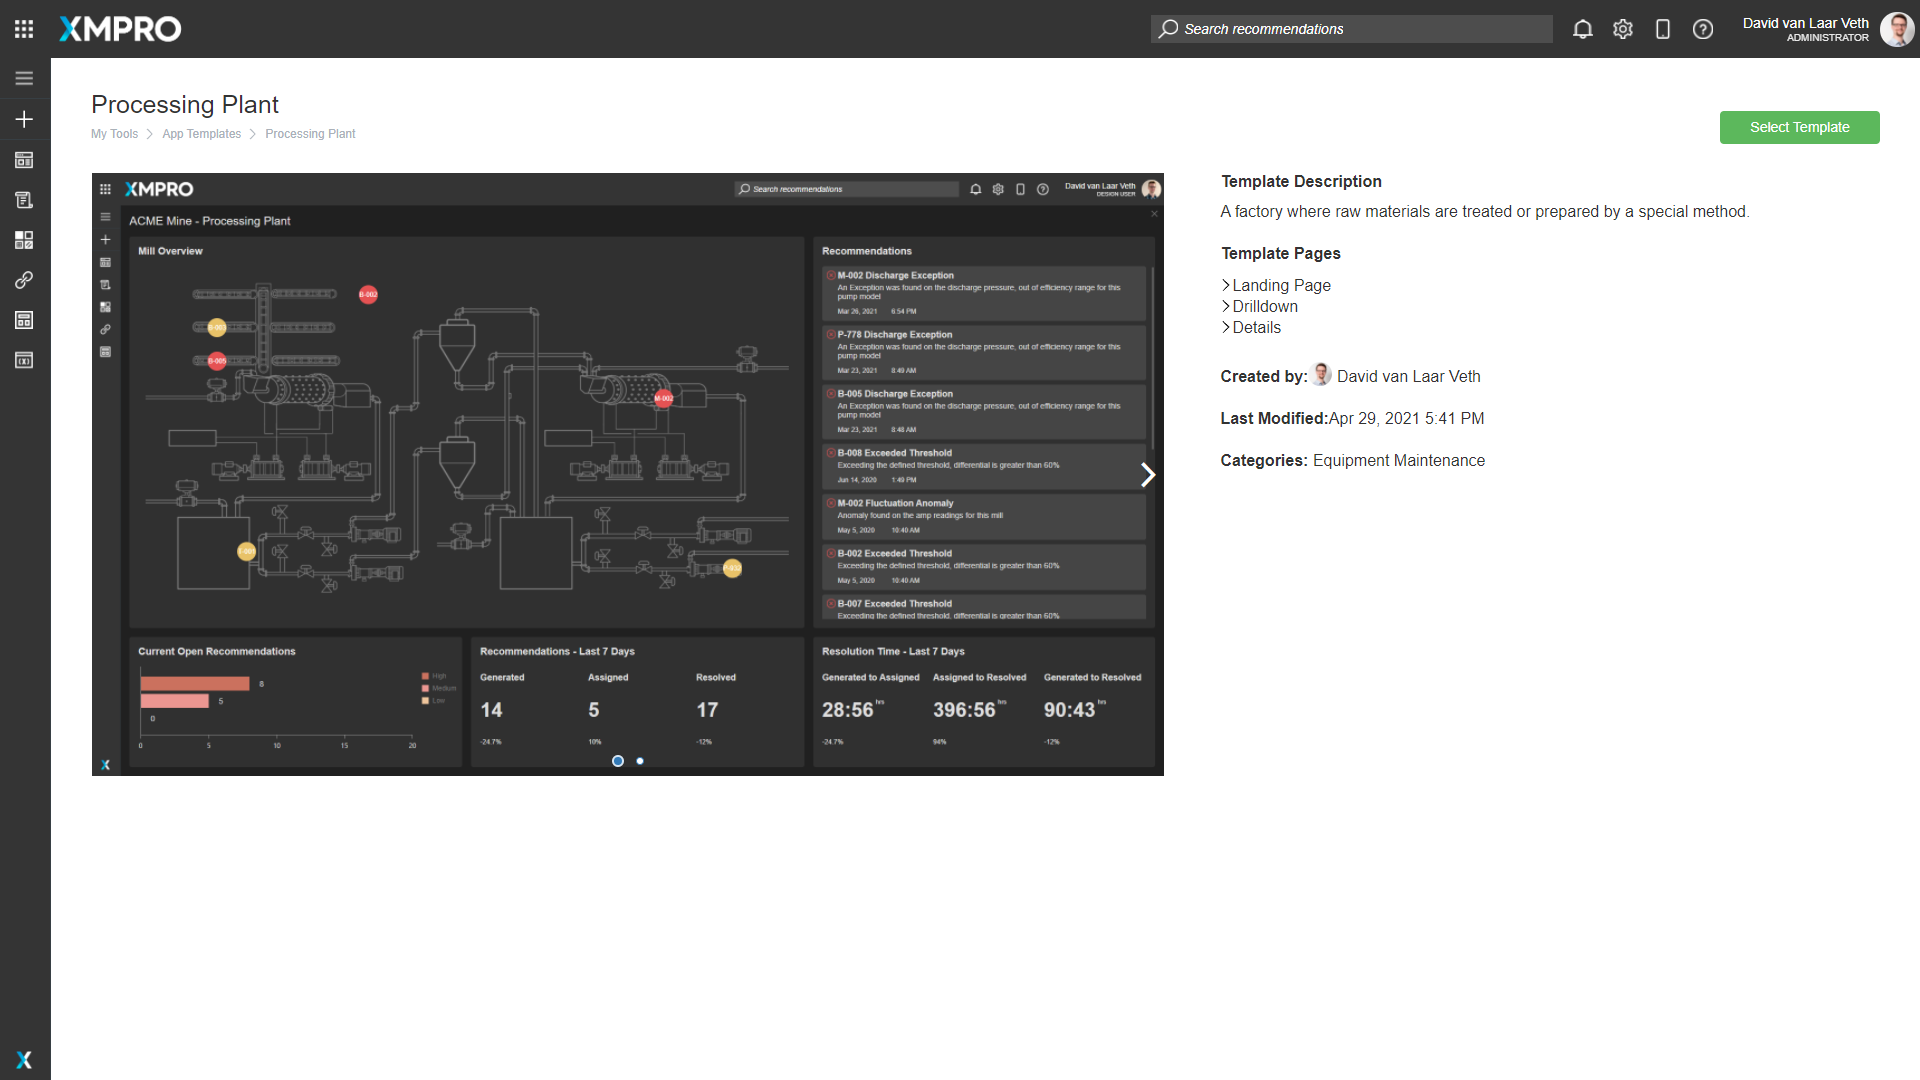 XMPRO
Search recommendations
David van Laar Veth
ADMINISTRATOR
Processing Plant
My Tools
App Templates
Processing Plant
Select Template
XMPRO
Search recommendations
David van Laar Veth
DESIGN USER
ACME Mine - Processing Plant
Mill Overview
B-002
B-003
B-005
M-002
Recommendations
M-002 Discharge Exception
An Exception was found on the discharge pressure, out of efficiency range for this
pump model
Mar 26, 2021 6:54 PM
P-778 Discharge Exception
An Exception was found on the discharge pressure, out of efficiency range for this
pump model
Mar 23, 2021 8:49 AM
B-005 Discharge Exception
An Exception was found on the discharge pressure, out of efficiency range for this
pump model
Mar 23, 2021 8:48 AM
B-008 Exceeded Threshold
Exceeding the defined threshold, differential is greater than 60%
Jun 14, 2020 1:49 PM
M-002 Fluctuation Anomaly
Anomaly found on the amp readings for this mill
May 5, 2020 10:40 AM
B-002 Exceeded Threshold
Exceeding the defined threshold, differential is greater than 60%
May 5, 2020 10:40 AM
B-007 Exceeded Threshold
Exceeding the defined threshold, differential is greater than 60%
Current Open Recommendations
8
5
0
High
Medium
Low
0 5 10 15 20
Recommendations - Last 7 Days
Generated Assigned Resolved
14 5 17
-24.7% 10% -12%
Resolution Time - Last 7 Days
Generated to Assigned Assigned to Resolved Generated to Resolved
28:56 hrs 396:56 hrs 90:43 hrs
-24.7% 94% -12%
Template Description
A factory where raw materials are treated or prepared by a special method.
Template Pages
Landing Page
Drilldown
Details
Created by: David van Laar Veth
Last Modified:Apr 29, 2021 5:41 PM
Categories: Equipment Maintenance